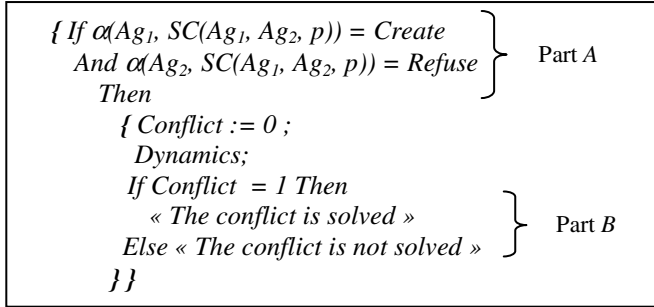 { If α(Ag1, SC(Ag1, Ag2, p)) = Create
And α(Ag2, SC(Ag1, Ag2, p)) = Refuse
Part A
Then
{ Conflict := 0 ;
Dynamics;
If Conflict = 1 Then
« The conflict is solved »
Part B
Else « The conflict is not solved »
} }